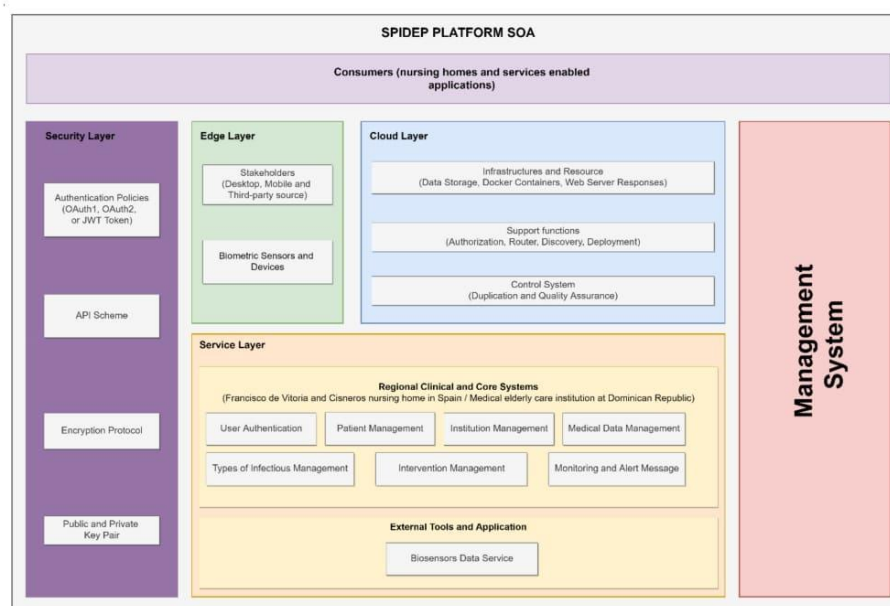 SPIDEP PLATFORM SOA
Consumers (nursing homes and services enabled
applications)
Security Layer
Authentication Policies
(OAuth1, OAuth2,
or JWT Token)
API Scheme
Encryption Protocol
Public and Private
Key Pair
Edge Layer
Stakeholders
(Desktop, Mobile and
Third-party source)
Biometric Sensors and
Devices
Cloud Layer
Infrastructures and Resource
(Data Storage, Docker Containers, Web Server Responses)
Support functions
(Authorization, Router, Discovery, Deployment)
Control System
(Duplication and Quality Assurance)
Service Layer
Regional Clinical and Core Systems
(Francisco de Vitoria and Cisneros nursing home in Spain / Medical elderly care institution at Dominican Republic)
User Authentication
Patient Management
Institution Management
Medical Data Management
Types of Infectious Management
Intervention Management
Monitoring and Alert Message
External Tools and Application
Biosensors Data Service
Management
System